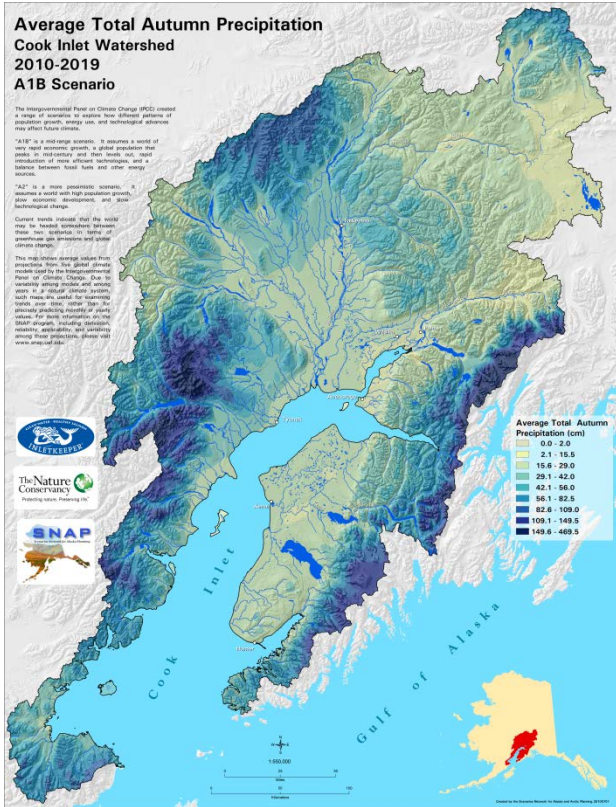 Average Total Autumn Precipitation
Cook Inlet Watershed
2010-2019
A1B Scenario
The Intergovernmental Panel on Climate Change (IPCC) created
a range of scenarios to explore how different patterns of
population growth, energy use, and technological advances
may affect future climate.
"A1B" is a mid-range scenario. It assumes a world of
very rapid economic growth, a global population that
peaks in mid-century and then levels out, rapid
introduction of more efficient technologies, and a
balance between fossil fuels and other energy
sources.
"A2" is a more pessimistic scenario. It
assumes a world with high population growth,
slow economic development, and slow
technological change.
Current trends indicate that the world
may be headed somewhere between
these two scenarios in terms of
greenhouse gas emissions and global
climate change.
This map shows average values from
projections from five global climate
models used by the Intergovernmental
Panel on Climate Change. Due to
variability among models and among
years in a natural climate system,
such maps are useful for examining
trends over time, rather than for
precisely predicting monthly or yearly
values. For more information on the
SNAP program, including derivation,
reliability, applicability, and variability
among these projections, please visit
www.snap.uaf.edu.
INLETKEEPER
The Nature
Conservancy
Protecting nature. Preserving life.
SNAP
Tyonek
Anchorage
Homer
Cook Inlet
Gulf of Alaska
Average Total Autumn
Precipitation (cm)
0.0 - 2.0
2.1 - 15.5
15.6 - 29.0
29.1 - 42.0
42.1 - 56.0
56.1 - 82.5
82.6 - 109.0
109.1 - 149.5
149.6 - 469.5
N
W
E
S
1:550,000
Miles
Kilometers